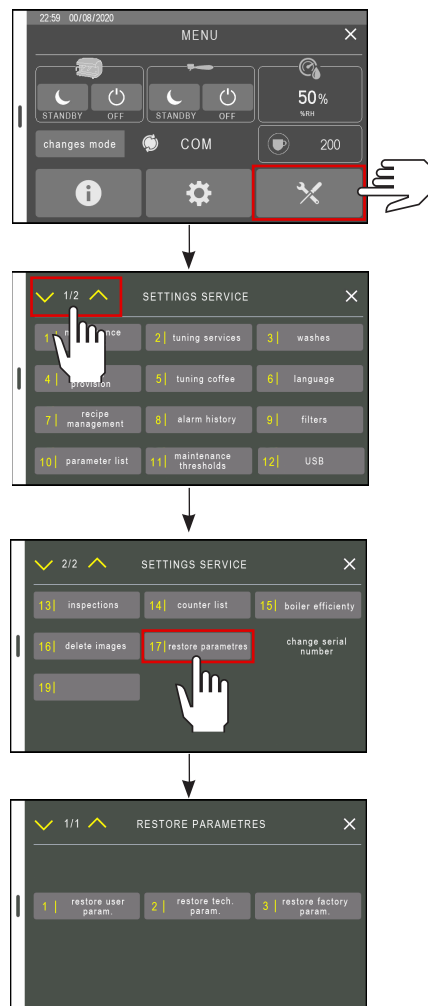 22:59 00/08/2020
MENU
STANDBY OFF
STANDBY OFF
50%
%RH
changes mode
COM
200
1/2 SETTINGS SERVICE
1| nce
2| tuning services
3| washes
4|
provision
5| tuning coffee
6| language
7| recipe
management
8| alarm history
9| filters
10| parameter list
11| maintenance
thresholds
12| USB
2/2 SETTINGS SERVICE
13| inspections
14| counter list
15| boiler efficienty
16| delete images
17| restore parametres
change serial
number
19|
1/1 RESTORE PARAMETRES
1| restore user
param.
2| restore tech.
param.
3| restore factory
param.